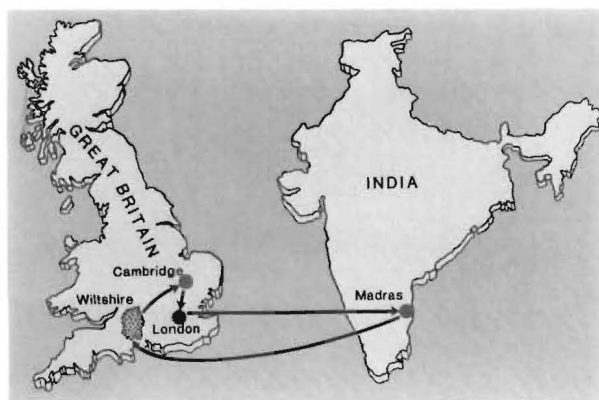 GREAT BRITAIN
INDIA
Cambridge
Wiltshire
London
Madras